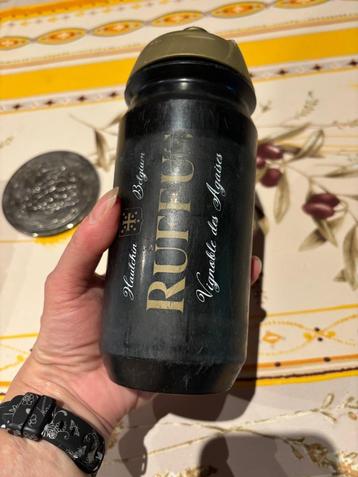 Hautchin Belgium
RUFFUS
Vignoble des Agaises